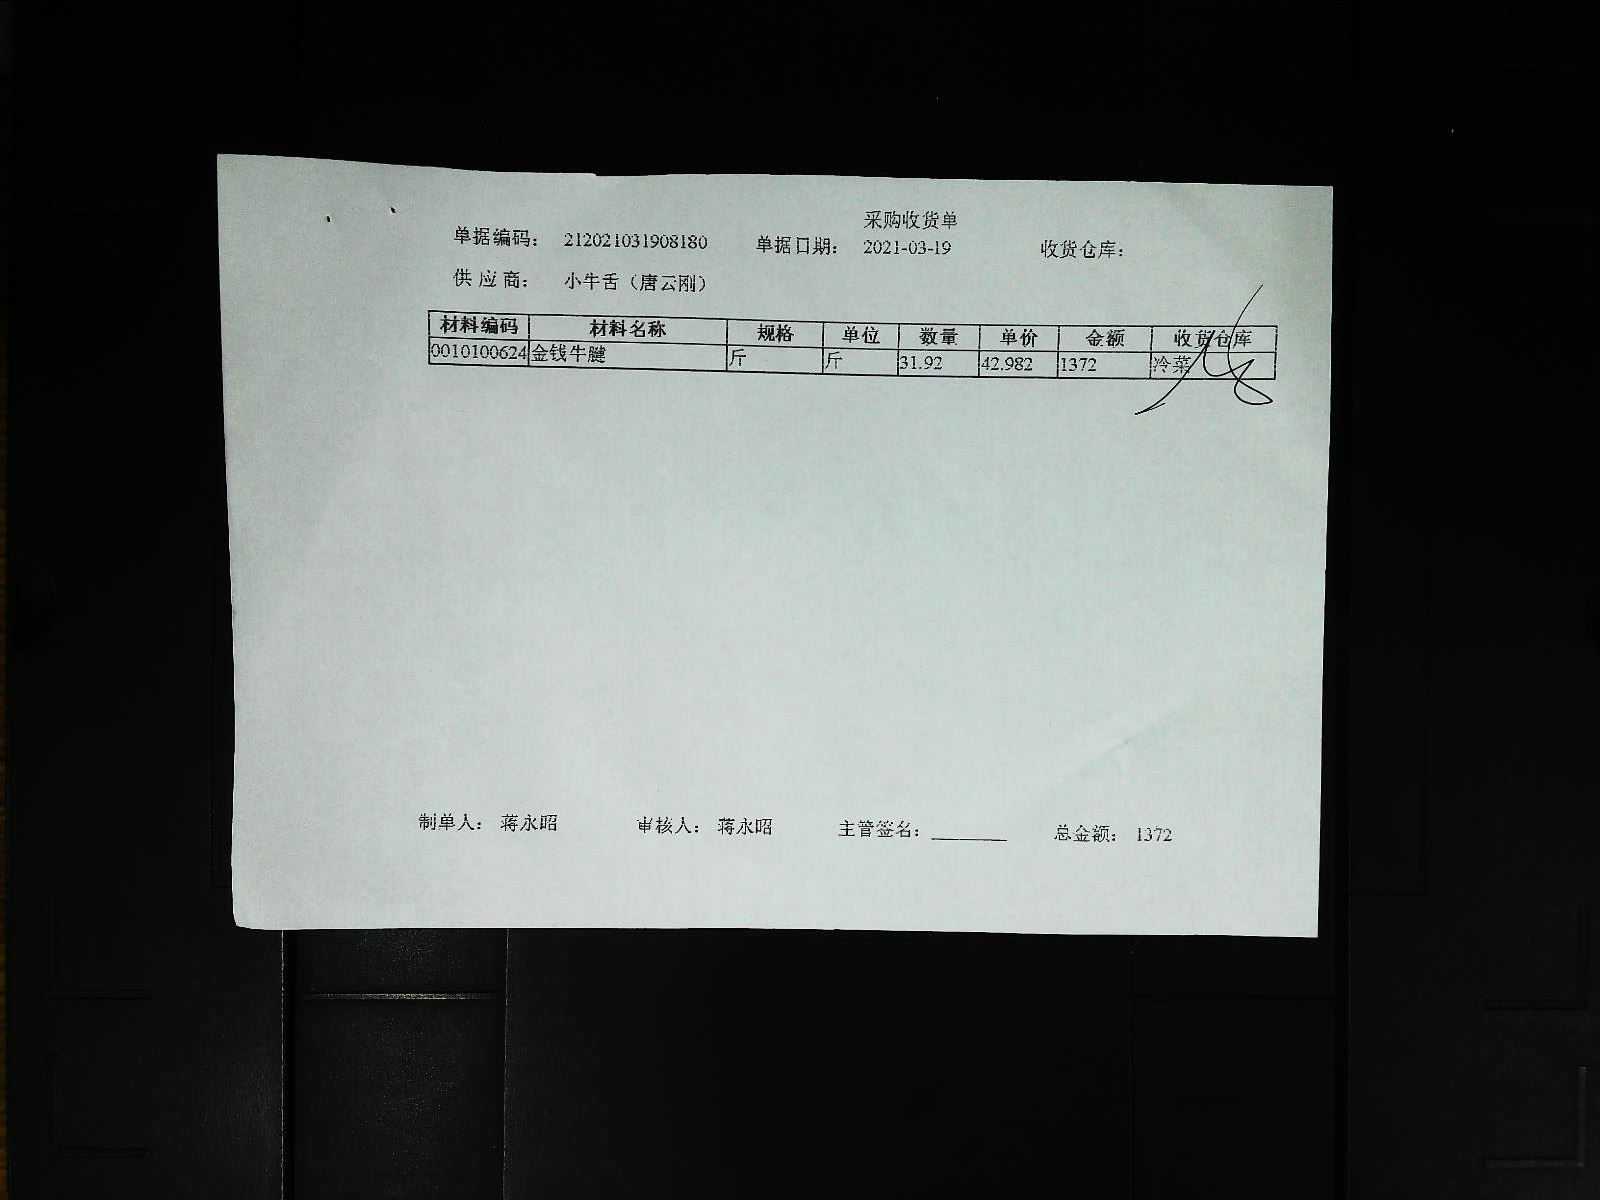 采购收货单
单据编码： 212021031908180 单据日期： 2021-03-19 收货仓库：
供应商： 小牛舌（唐云刚）
材料编码 材料名称 规格 单位 数量 单价 金额 收货仓库
0010100624 金钱牛腱 斤 斤 31.92 42.982 1372 冷菜
制单人： 蒋永昭 审核人： 蒋永昭 主管签名：________ 总金额： 1372